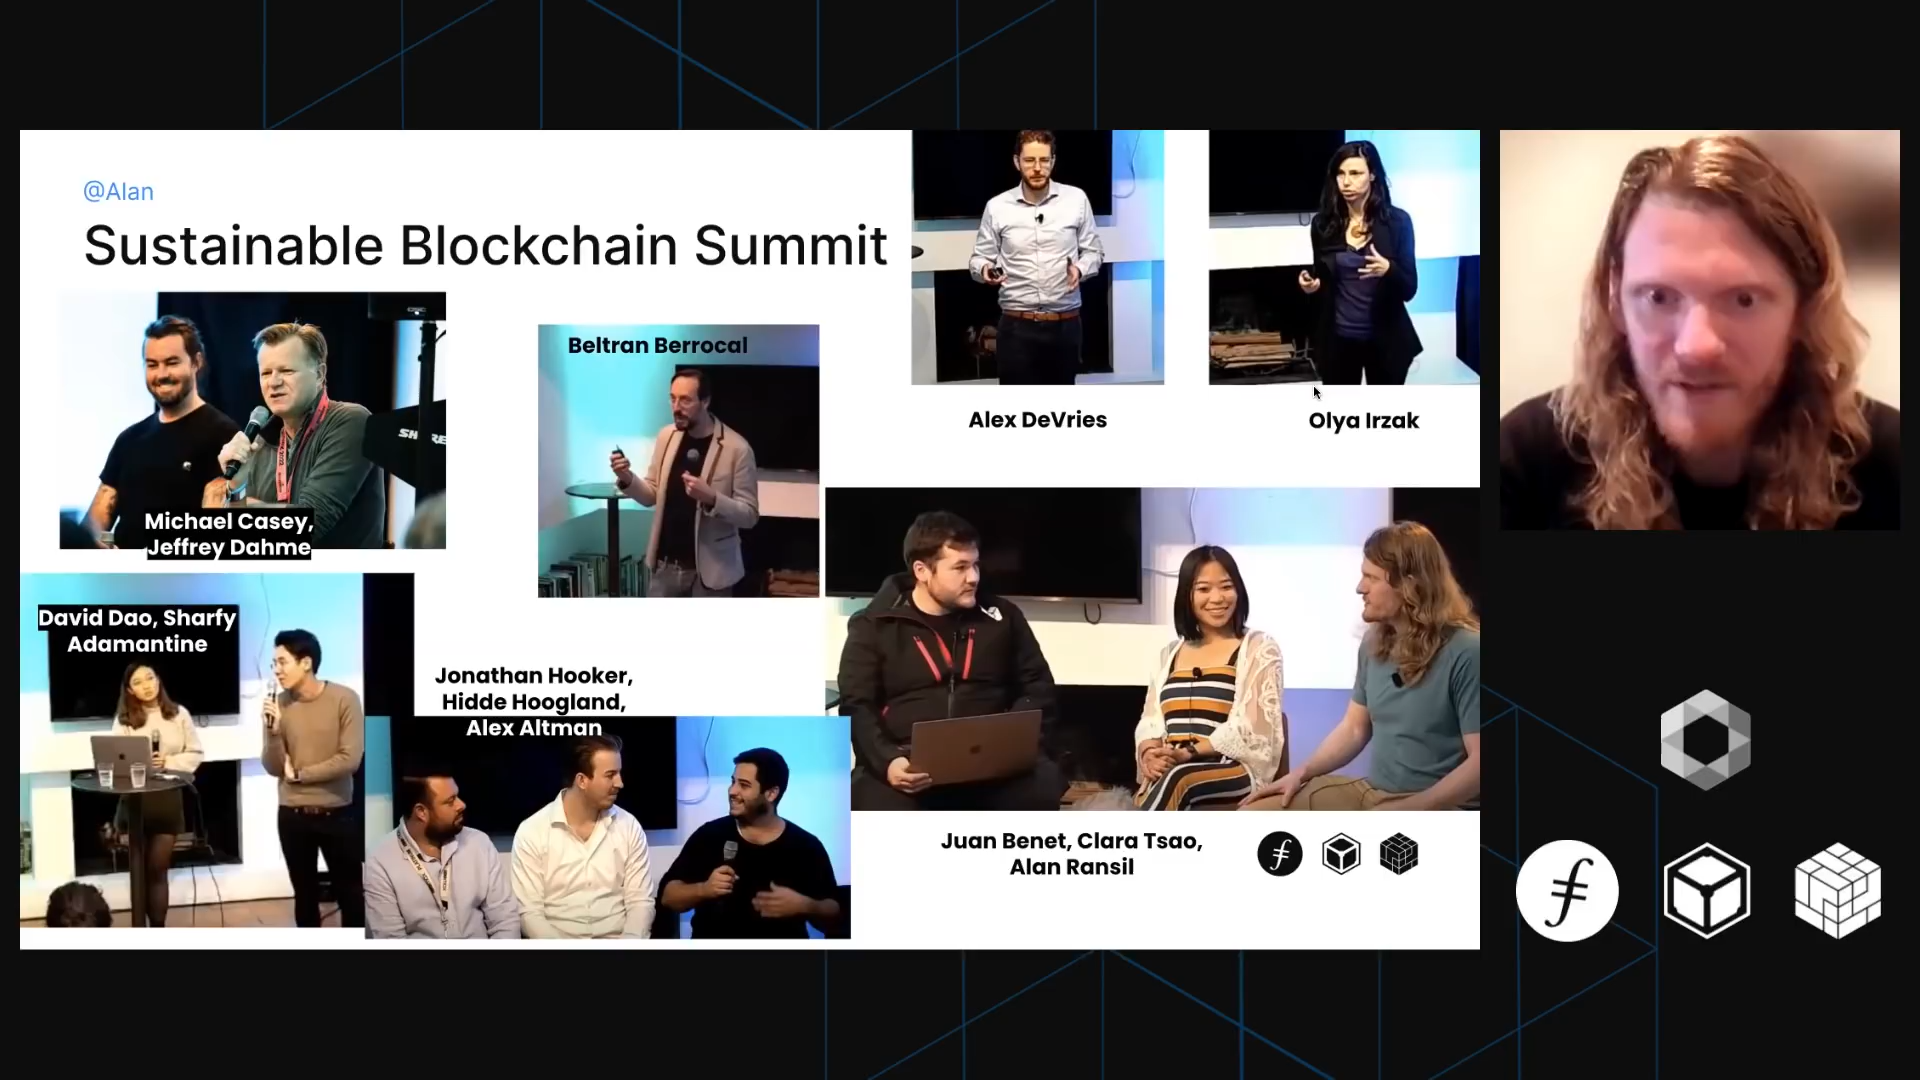 @Alan
Sustainable Blockchain Summit
Michael Casey,
Jeffrey Dahme
Beltran Berrocal
Alex DeVries
Olya Irzak
David Dao, Sharfy
Adamantine
Jonathan Hooker,
Hidde Hoogland,
Alex Altman
Juan Benet, Clara Tsao,
Alan Ransil